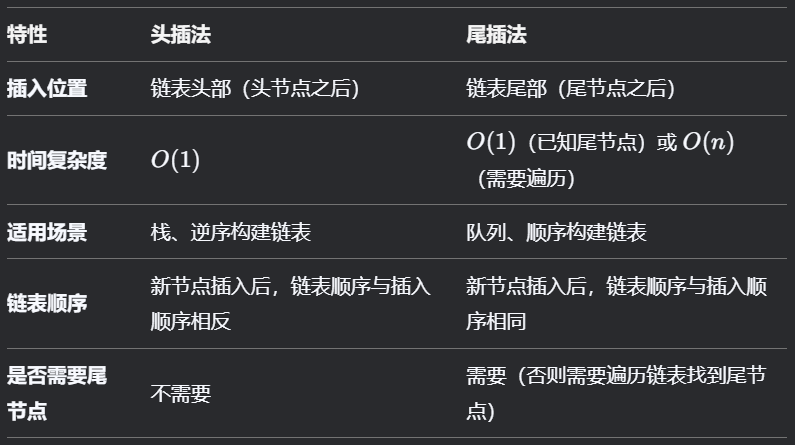 特性 头插法 尾插法
插入位置 链表头部（头节点之后） 链表尾部（尾节点之后）
时间复杂度 O(1) O(1)（已知尾节点）或 O(n)
（需要遍历）
适用场景 栈、逆序构建链表 队列、顺序构建链表
链表顺序 新节点插入后，链表顺序与插入
顺序相反 新节点插入后，链表顺序与插入顺
序相同
是否需要尾
节点 不需要 需要（否则需要遍历链表找到尾节
点）